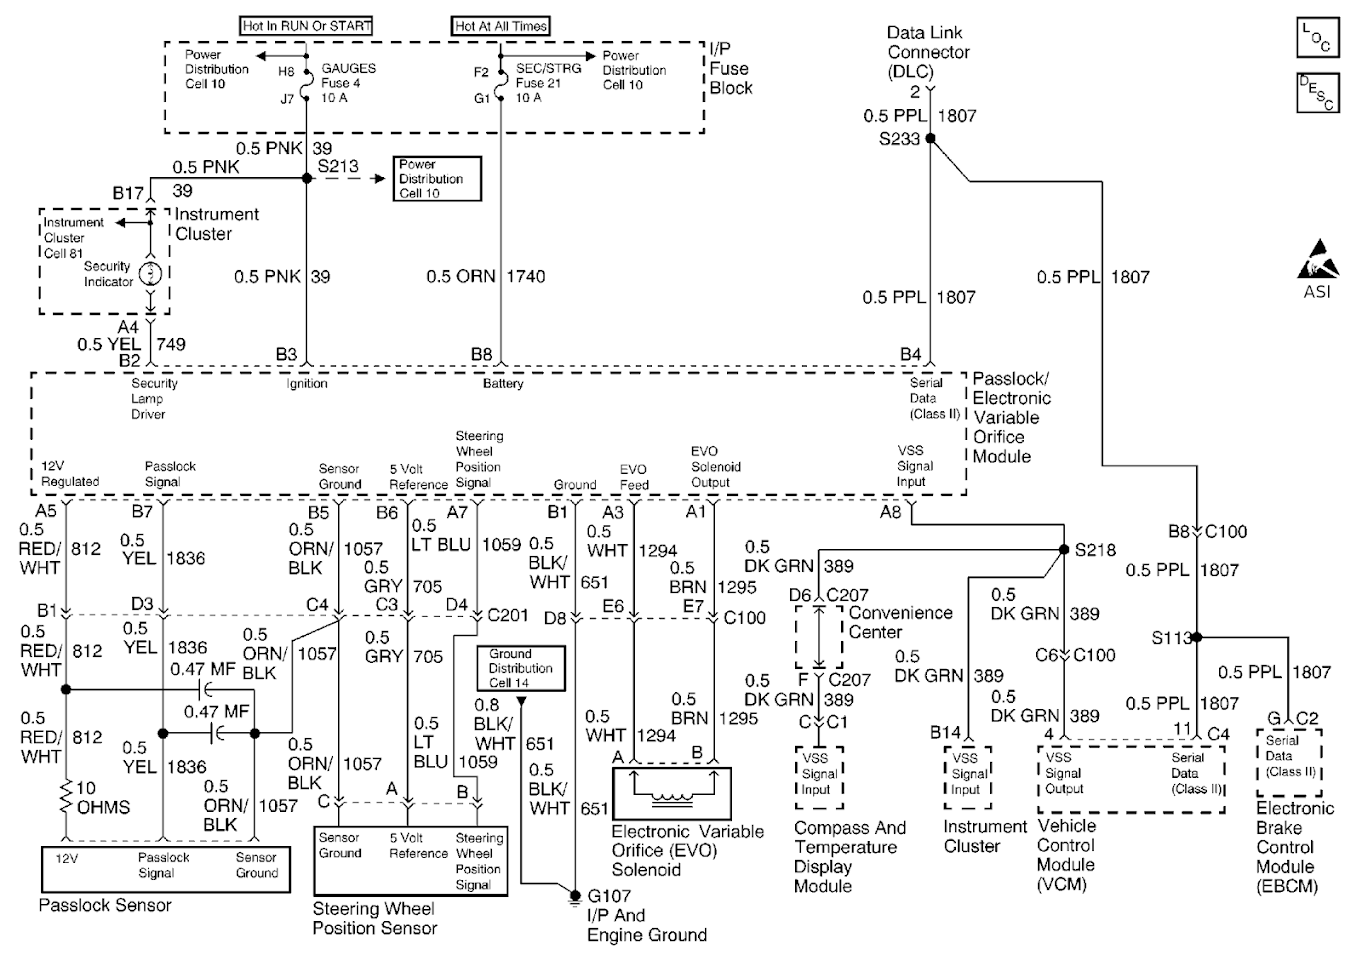 Hot In RUN Or START
Hot At All Times
Power
Distribution
Cell 10
H8
GAUGES
Fuse 4
10 A
J7
F2
SEC/STRG
Fuse 21
10 A
G1
Power
Distribution
Cell 10
I/P
Fuse
Block
Data Link
Connector
(DLC)
2
0.5 PPL 1807
S233
LOC
DESC
ASI
0.5 PNK 39
0.5 PNK
39
S213
Power
Distribution
Cell 10
B17
Instrument
Cluster
Instrument
Cluster
Cell 81
Security
Indicator
A4
0.5 YEL 749
0.5 PNK 39
0.5 ORN 1740
0.5 PPL 1807
0.5 PPL 1807
B2
B3
B8
B4
Security
Lamp
Driver
Ignition
Battery
Serial
Data
(Class II)
Passlock/
Electronic
Variable
Orifice
Module
12V
Regulated
Passlock
Signal
Sensor
Ground
5 Volt
Reference
Steering
Wheel
Position
Signal
Ground
EVO
Feed
EVO
Solenoid
Output
VSS
Signal
Input
A5
B7
B5
B6
A7
B1
A3
A1
A8
0.5
RED/
WHT
812
0.5
YEL
1836
0.5
ORN/
BLK
1057
0.5
GRY
705
0.5
LT BLU
1059
0.5
BLK/
WHT
651
0.5
WHT
1294
0.5
BRN
1295
0.5
DK GRN
389
S218
B8
C100
0.5 PPL 1807
B1
D3
C4
C3
D4
C201
D8
E6
E7
C100
D6
C207
Convenience
Center
F
C207
0.5
RED/
WHT
812
0.5
YEL
1836
0.5
ORN/
BLK
1057
0.5
GRY
705
0.47 MF
0.47 MF
Ground
Distribution
Cell 14
0.5
DK GRN
389
C6
C100
S113
0.5 PPL 1807
0.5
RED/
WHT
812
0.5
YEL
1836
0.5
ORN/
BLK
1057
0.5
ORN/
BLK
1057
0.5
LT
BLU
1059
0.8
BLK/
WHT
651
0.5
BLK/
WHT
651
0.5
WHT
1294
0.5
BRN
1295
0.5
DK GRN
389
C
C1
0.5
DK GRN
389
0.5
DK GRN
389
0.5 PPL 1807
10
OHMS
C
A
B
A
B
B14
4
11
C4
G
C2
12V
Passlock
Signal
Sensor
Ground
Passlock Sensor
Sensor
Ground
5 Volt
Reference
Steering
Wheel
Position
Signal
Steering Wheel
Position Sensor
G107
I/P And
Engine Ground
Electronic Variable
Orifice (EVO)
Solenoid
VSS
Signal
Input
Compass And
Temperature
Display
Module
VSS
Signal
Input
Instrument
Cluster
VSS
Signal
Output
Serial
Data
(Class II)
Vehicle
Control
Module
(VCM)
Serial
Data
(Class II)
Electronic
Brake
Control
Module
(EBCM)